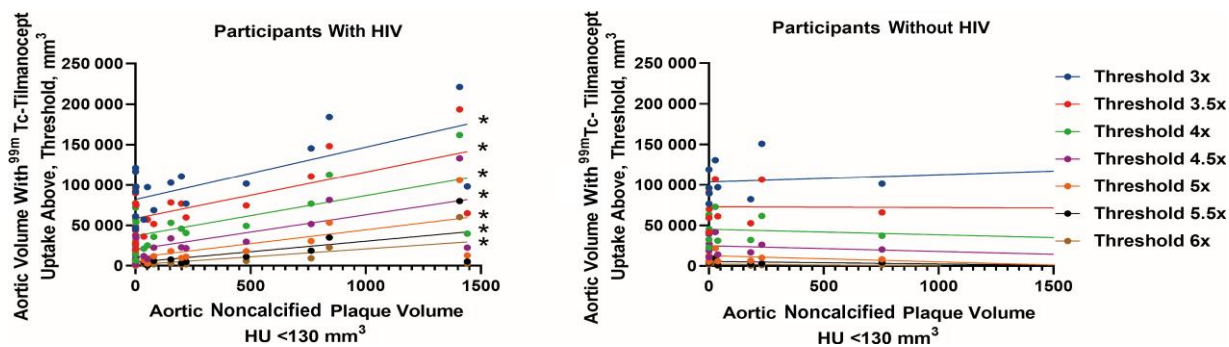 Participants With HIV
Aortic Volume With ⁹⁹ᵐ Tc-Tilmanocept
Uptake Above, Threshold, mm³
250 000
200 000
150 000
100 000
50 000
0
*
*
*
*
*
*
*
0
500
1000
1500
Aortic Noncalcified Plaque Volume
HU <130 mm³
Participants Without HIV
Aortic Volume With ⁹⁹ᵐ Tc- Tilmanocept
Uptake Above, Threshold, mm³
250 000
200 000
150 000
100 000
50 000
0
0
500
1000
1500
Aortic Noncalcified Plaque Volume
HU <130 mm³
Threshold 3x
Threshold 3.5x
Threshold 4x
Threshold 4.5x
Threshold 5x
Threshold 5.5x
Threshold 6x